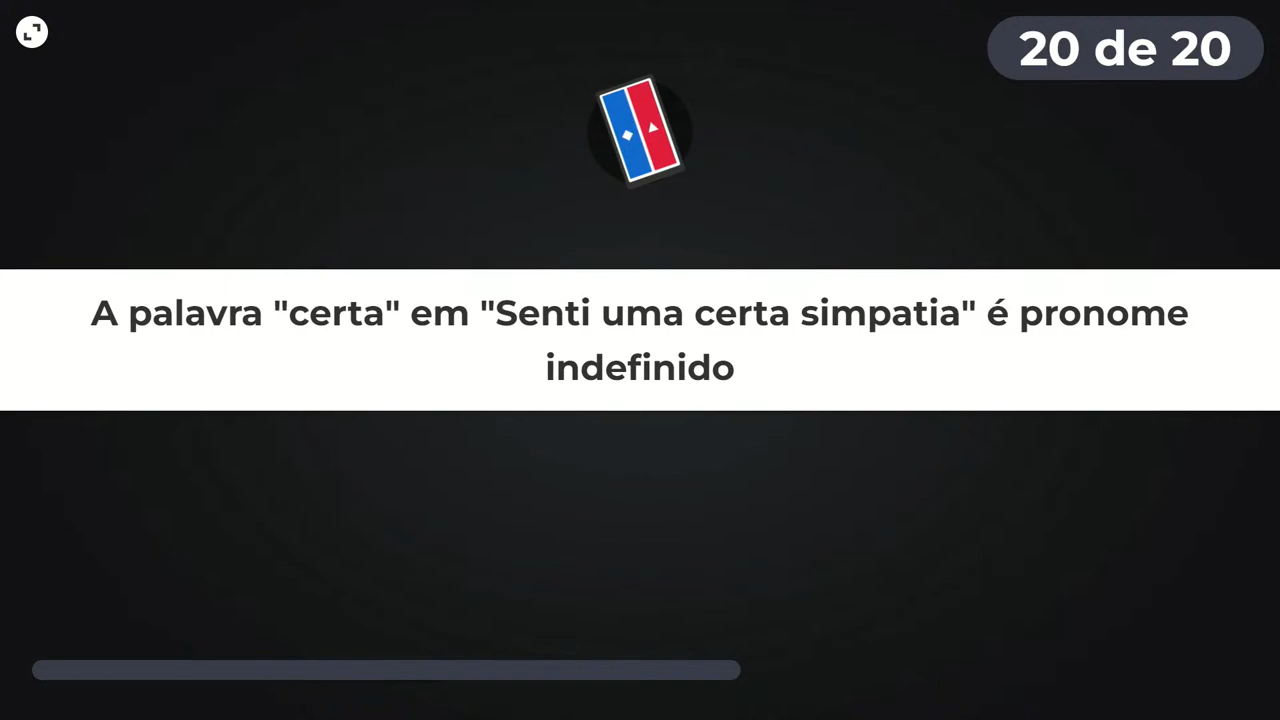 20 de 20
A palavra "certa" em "Senti uma certa simpatia" é pronome
indefinido